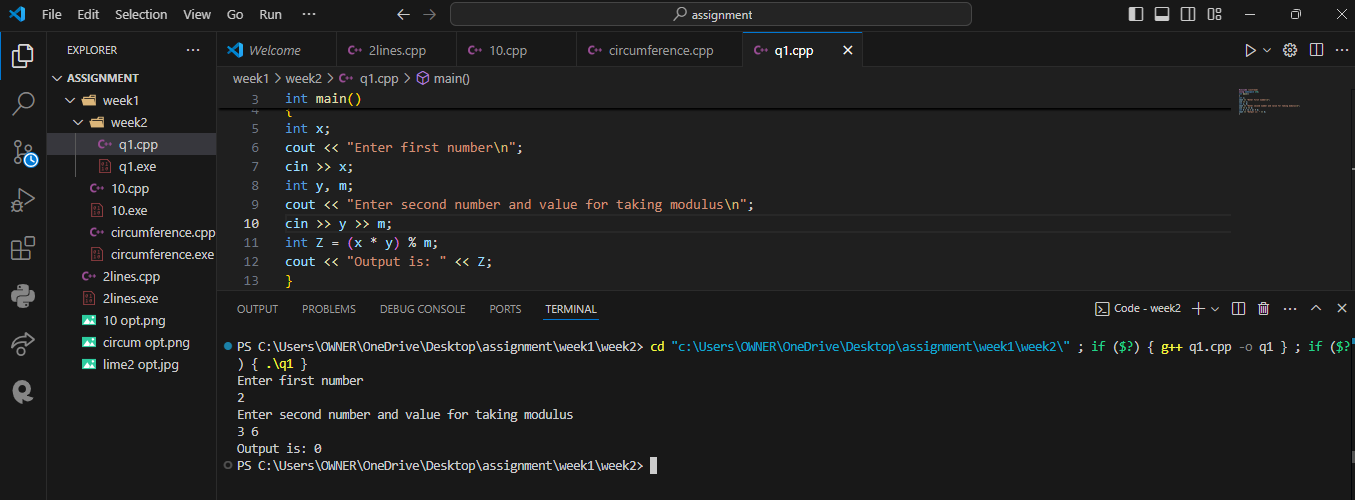 File Edit Selection View Go Run ··· assignment
EXPLORER ···
ASSIGNMENT
week1
week2
q1.cpp
q1.exe
10.cpp
10.exe
circumference.cpp
circumference.exe
2lines.cpp
2lines.exe
10 opt.png
circum opt.png
lime2 opt.jpg
Welcome 2lines.cpp 10.cpp circumference.cpp q1.cpp
week1 > week2 > q1.cpp > main()
3 int main()
4 {
5 int x;
6 cout << "Enter first number\n";
7 cin >> x;
8 int y, m;
9 cout << "Enter second number and value for taking modulus\n";
10 cin >> y >> m;
11 int Z = (x * y) % m;
12 cout << "Output is: " << Z;
13 }
OUTPUT PROBLEMS DEBUG CONSOLE PORTS TERMINAL Code - week2
PS C:\Users\OWNER\OneDrive\Desktop\assignment\week1\week2> cd "c:\Users\OWNER\OneDrive\Desktop\assignment\week1\week2\" ; if ($?) { g++ q1.cpp -o q1 } ; if ($?
) { .\q1 }
Enter first number
2
Enter second number and value for taking modulus
3 6
Output is: 0
PS C:\Users\OWNER\OneDrive\Desktop\assignment\week1\week2>